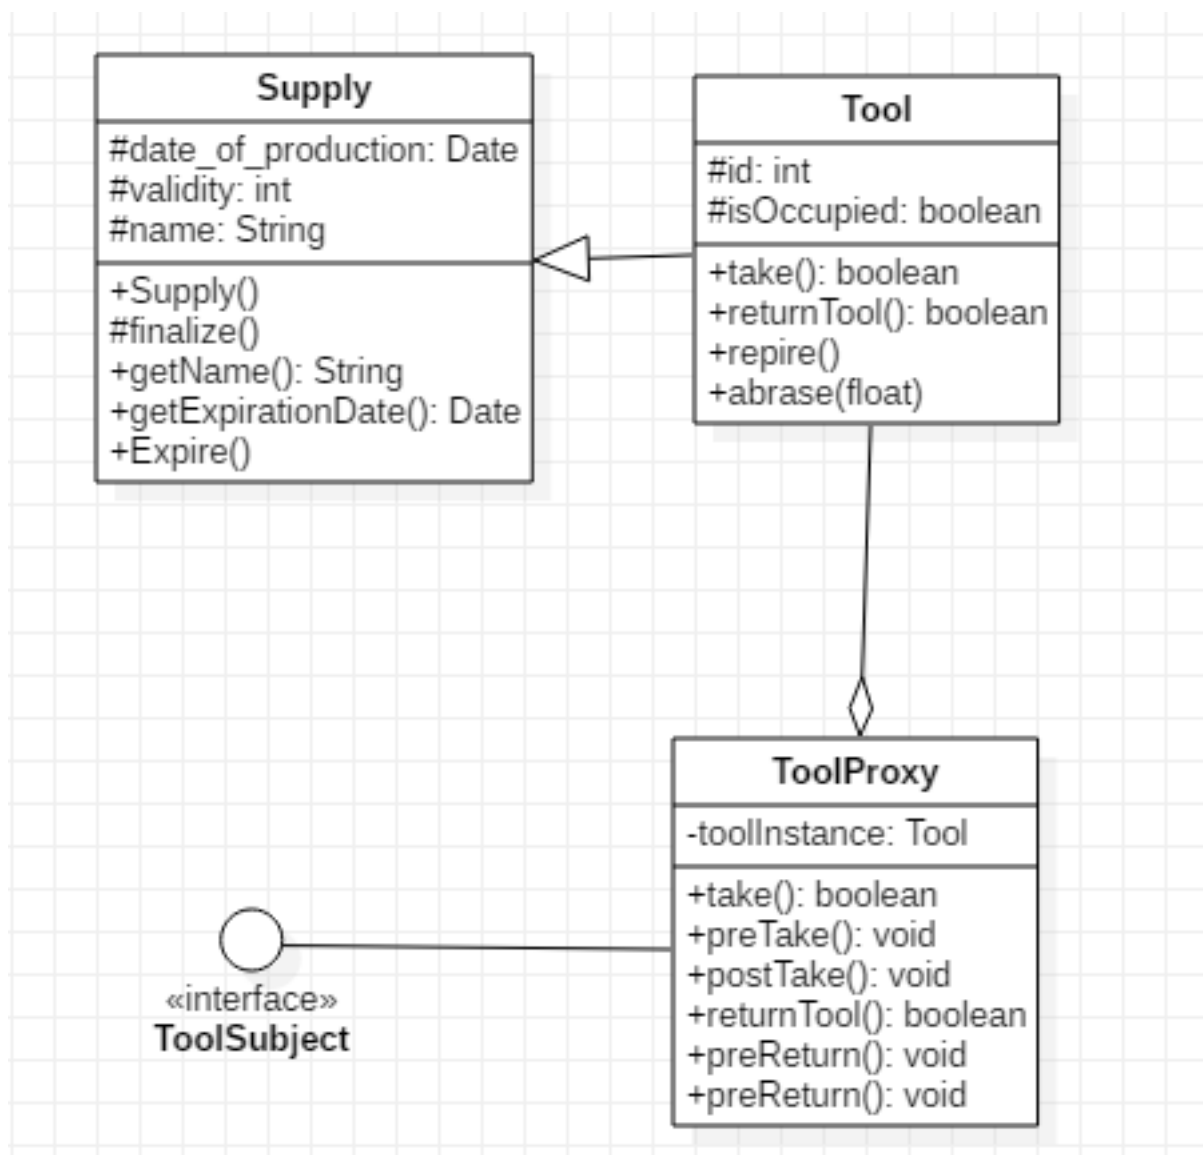 Supply
#date_of_production: Date
#validity: int
#name: String
+Supply()
#finalize()
+getName(): String
+getExpirationDate(): Date
+Expire()
Tool
#id: int
#isOccupied: boolean
+take(): boolean
+returnTool(): boolean
+repire()
+abrase(float)
ToolProxy
-toolInstance: Tool
+take(): boolean
+preTake(): void
+postTake(): void
+returnTool(): boolean
+preReturn(): void
+preReturn(): void
«interface»
ToolSubject